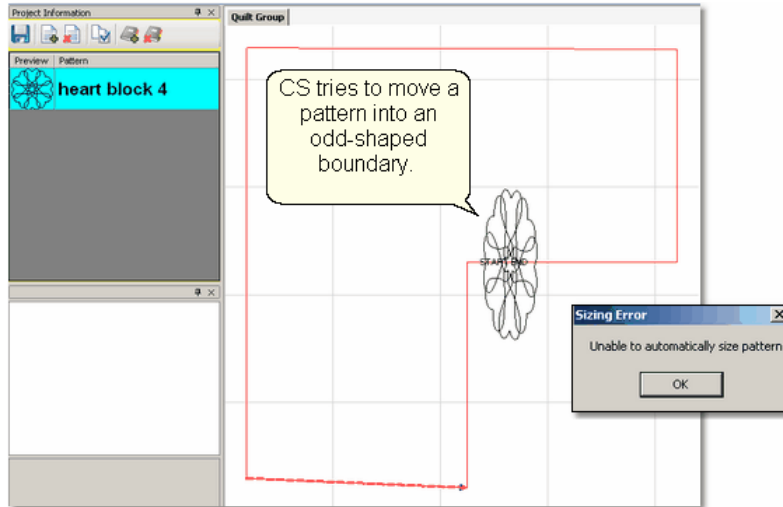 Project Information
Quilt Group
Preview Pattern
heart block 4
CS tries to move a
pattern into an
odd-shaped
boundary.
START END
Sizing Error
Unable to automatically size pattern
OK